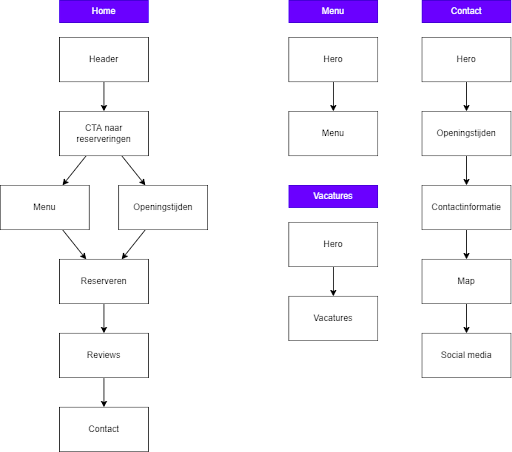 Home
Header
CTA naar
reserveringen
Menu
Openingstijden
Reserveren
Reviews
Contact
Menu
Hero
Menu
Vacatures
Hero
Vacatures
Contact
Hero
Openingstijden
Contactinformatie
Map
Social media